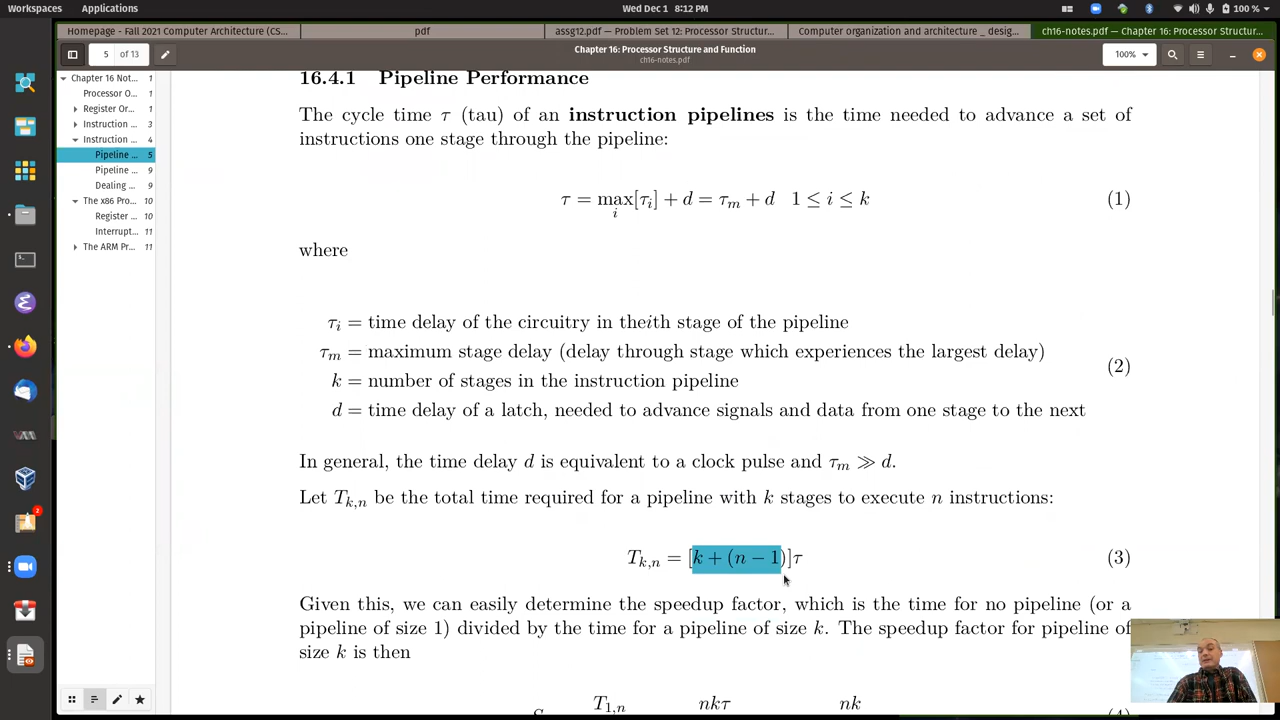 Workspaces Applications Wed Dec 1 8:12 PM 100 %
Homepage - Fall 2021 Computer Architecture (CS... pdf assg12.pdf — Problem Set 12: Processor Structur... computer organization and architecture _ desig... ch16-notes.pdf — Chapter 16: Processor Structur...
5 of 13 Chapter 16: Processor Structure and Function 100%
ch16-notes.pdf
Chapter 16 Not... 1
Processor O... 1
Register Or... 1
Instruction ... 3
Instruction ... 4
Pipeline ... 5
Pipeline ... 9
Dealing ... 9
The x86 Pro... 10
Register ... 10
Interrupt... 11
The ARM Pr... 11
2
16.4.1 Pipeline Performance
The cycle time τ (tau) of an instruction pipelines is the time needed to advance a set of
instructions one stage through the pipeline:
τ = max[τi] + d = τm + d 1 ≤ i ≤ k (1)
i
where
τi = time delay of the circuitry in theith stage of the pipeline
τm = maximum stage delay (delay through stage which experiences the largest delay)
(2)
k = number of stages in the instruction pipeline
d = time delay of a latch, needed to advance signals and data from one stage to the next
In general, the time delay d is equivalent to a clock pulse and τm ≫ d.
Let Tk,n be the total time required for a pipeline with k stages to execute n instructions:
Tk,n = [k + (n − 1)]τ (3)
Given this, we can easily determine the speedup factor, which is the time for no pipeline (or a
pipeline of size 1) divided by the time for a pipeline of size k. The speedup factor for pipeline of
size k is then
T1,n nkτ nk